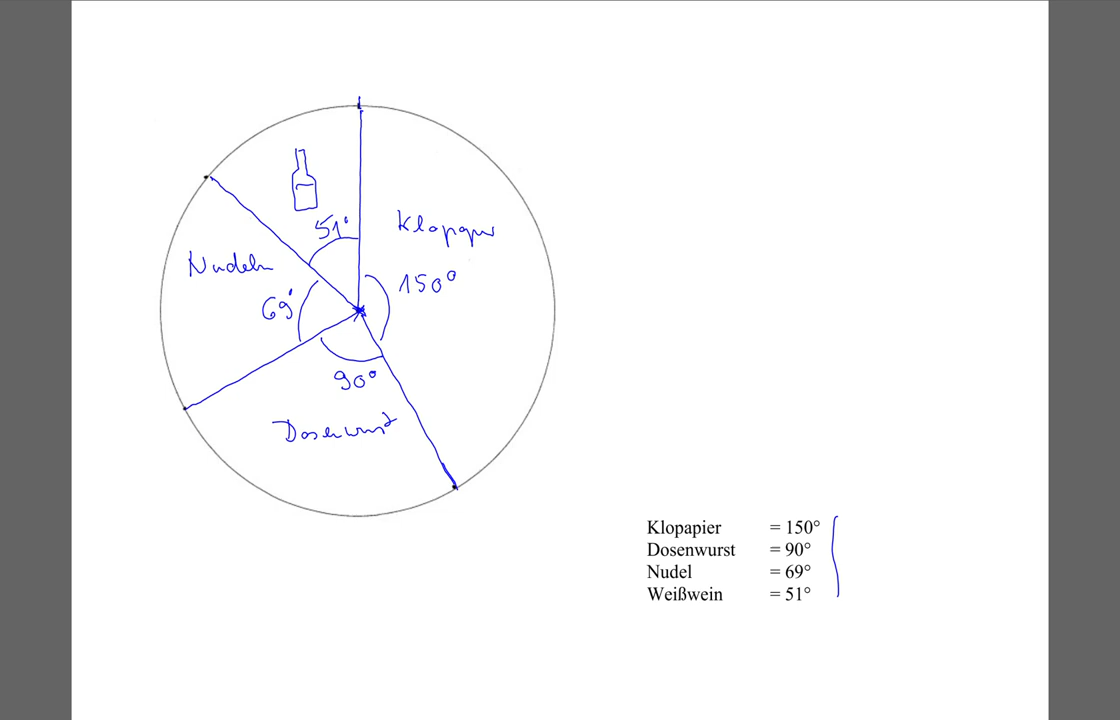 51°
Klopapier
150°
Nudeln
69°
90°
Dosenwurst
Klopapier = 150°
Dosenwurst = 90°
Nudel = 69°
Weißwein = 51°